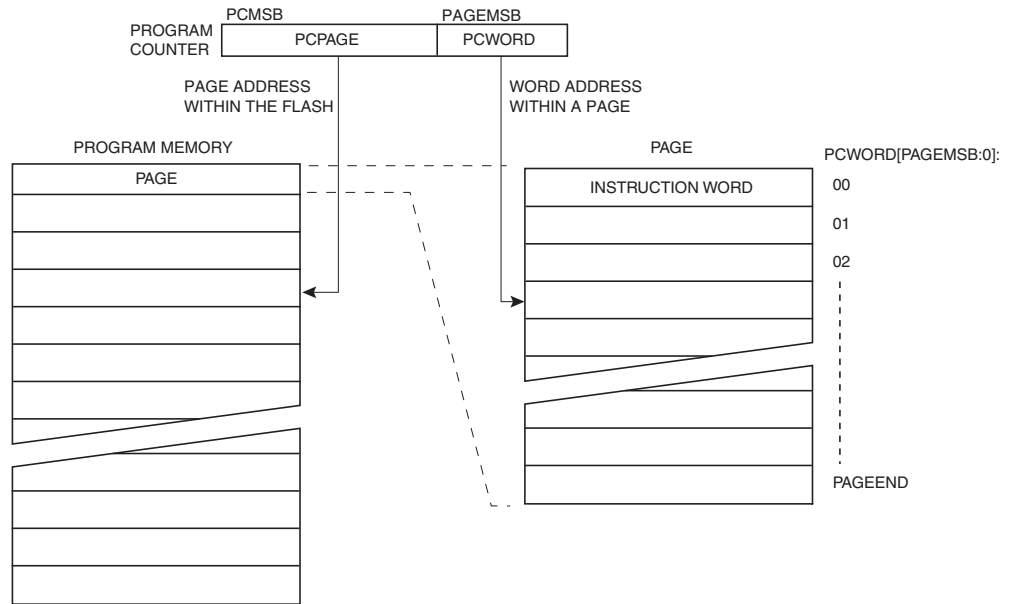 PCMSB
PAGEMSB
PROGRAM
COUNTER
PCPAGE
PCWORD
PAGE ADDRESS
WITHIN THE FLASH
WORD ADDRESS
WITHIN A PAGE
PROGRAM MEMORY
PAGE
PAGE
PCWORD[PAGEMSB:0]:
INSTRUCTION WORD
00
01
02
PAGEEND